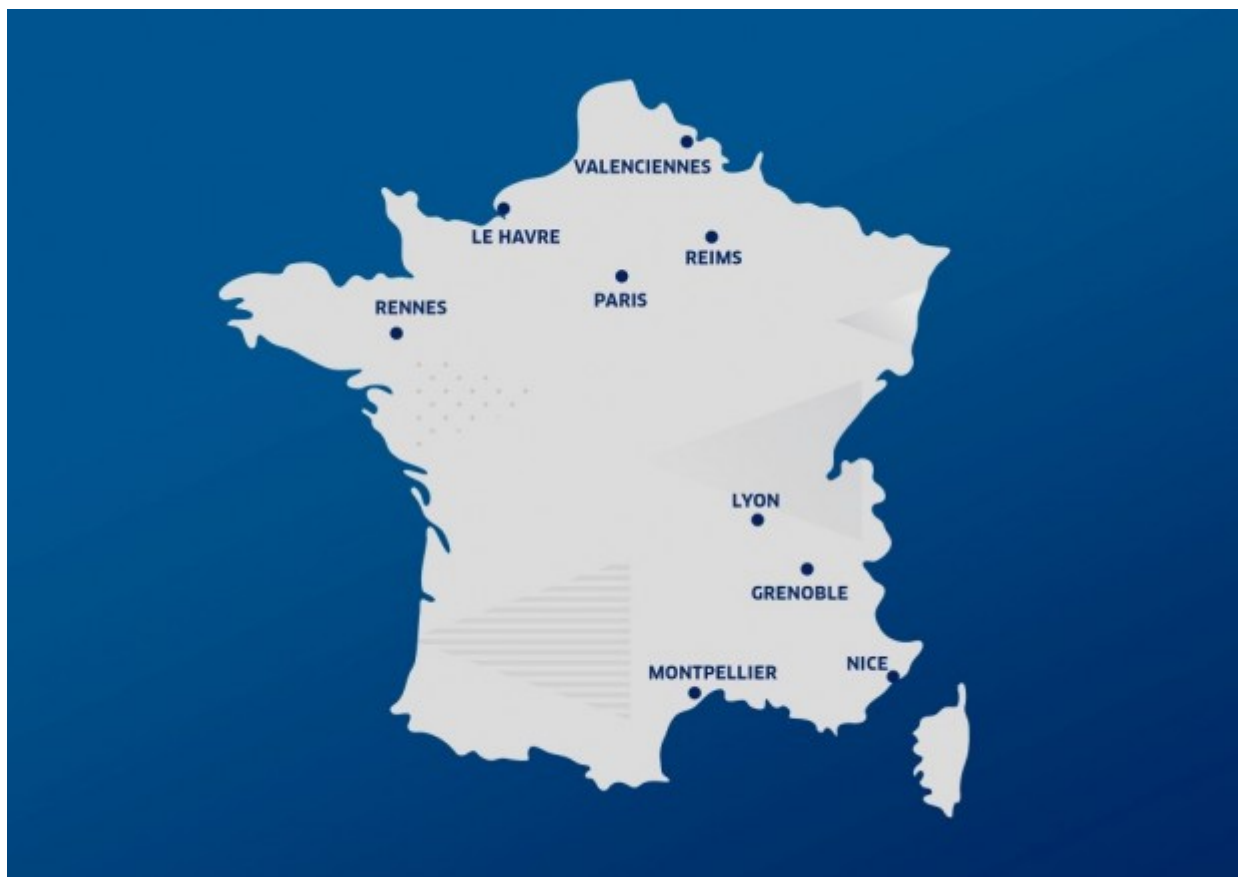 VALENCIENNES
LE HAVRE
REIMS
PARIS
RENNES
LYON
GRENOBLE
NICE
MONTPELLIER